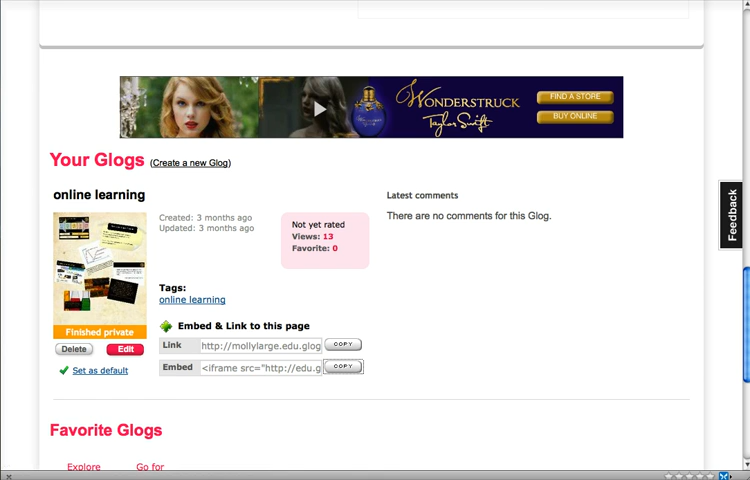 WONDERSTRUCK
Taylor Swift
FIND A STORE
BUY ONLINE
Your Glogs (Create a new Glog)
online learning
Created: 3 months ago
Updated: 3 months ago
Not yet rated
Views: 13
Favorite: 0
Latest comments
There are no comments for this Glog.
Tags:
online learning
Finished private
Delete
Edit
Set as default
Embed & Link to this page
Link http://mollylarge.edu.glog COPY
Embed <iframe src="http://edu.g COPY
Favorite Glogs
Explore
Go for
Feedback